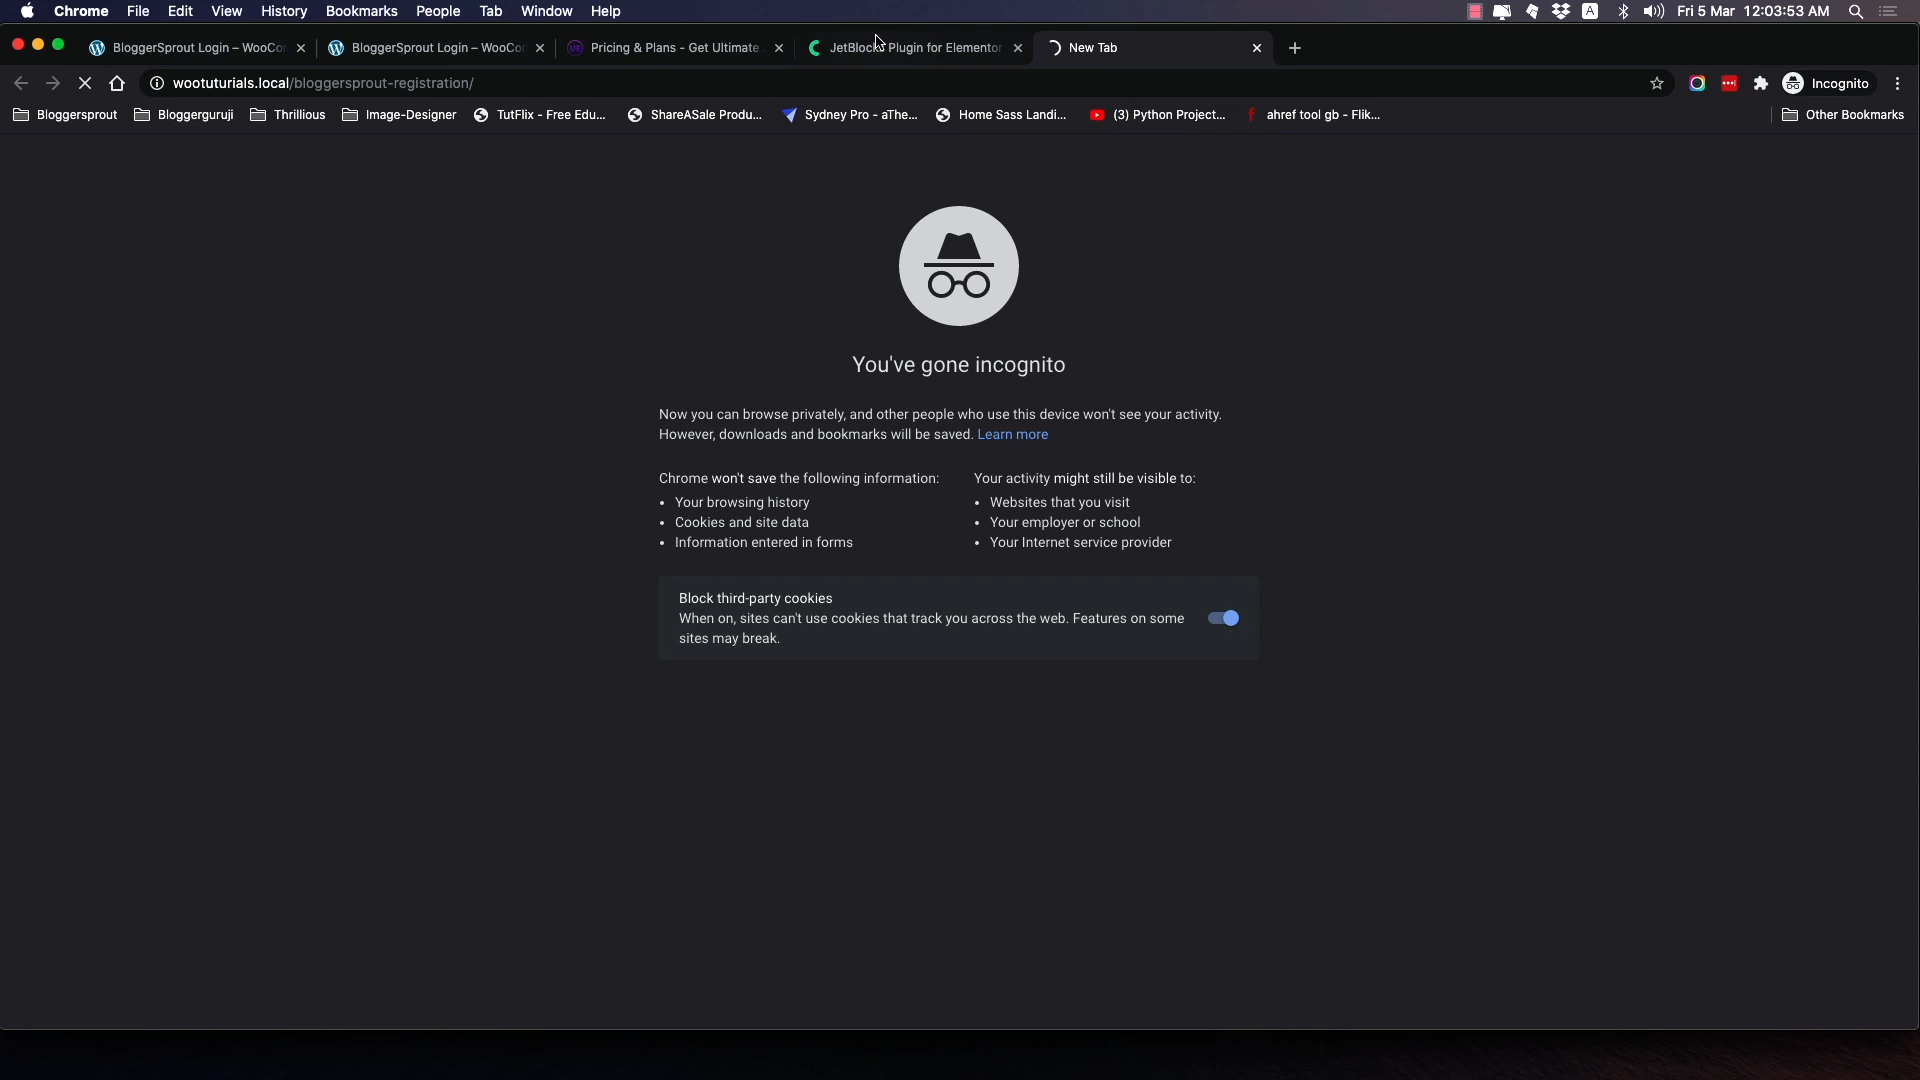 Chrome File Edit View History Bookmarks People Tab Window Help
A Fri 5 Mar 12:03:53 AM
BloggerSprout Login – WooCo
BloggerSprout Login – WooCo
Pricing & Plans - Get Ultimate
Plugin for Elementor
New Tab
wootuturials.local/bloggersprout-registration/
Incognito
Bloggersprout
Bloggerguruji
Thrillious
Image-Designer
TutFlix - Free Edu...
ShareASale Produ...
Sydney Pro - aThe...
Home Sass Landi...
(3) Python Project...
ahref tool gb - Flik...
Other Bookmarks
You've gone incognito
Now you can browse privately, and other people who use this device won't see your activity.
However, downloads and bookmarks will be saved. Learn more
Chrome won't save the following information:
• Your browsing history
• Cookies and site data
• Information entered in forms
Your activity might still be visible to:
• Websites that you visit
• Your employer or school
• Your Internet service provider
Block third-party cookies
When on, sites can't use cookies that track you across the web. Features on some
sites may break.